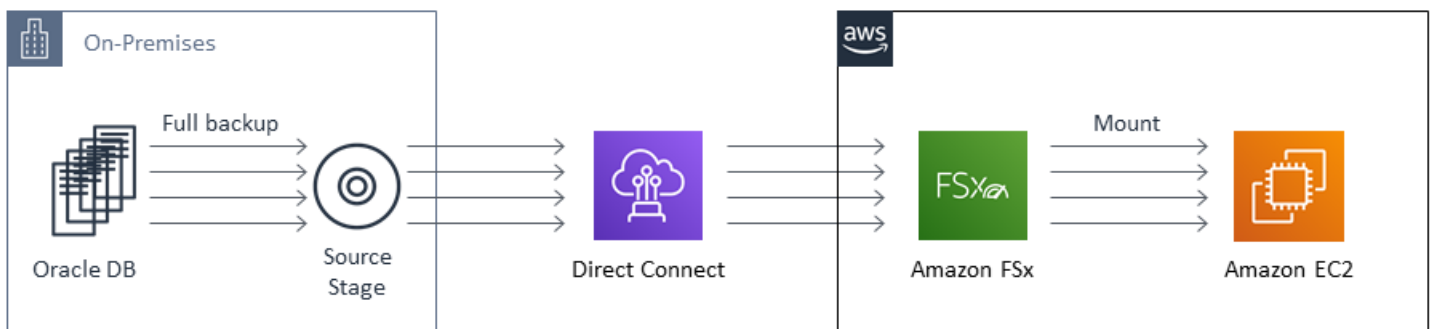 On-Premises
aws
Full backup
Mount
FSx
Oracle DB
Source
Stage
Direct Connect
Amazon FSx
Amazon EC2